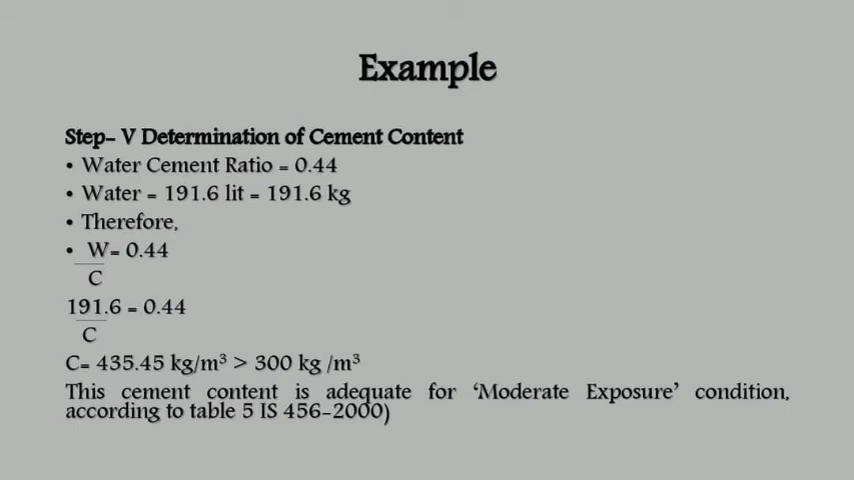 Example
Step- V Determination of Cement Content
• Water Cement Ratio = 0.44
• Water = 191.6 lit = 191.6 kg
• Therefore,
• W= 0.44
C
191.6 = 0.44
C
C= 435.45 kg/m³ > 300 kg /m³
This cement content is adequate for ‘Moderate Exposure’ condition,
according to table 5 IS 456-2000)